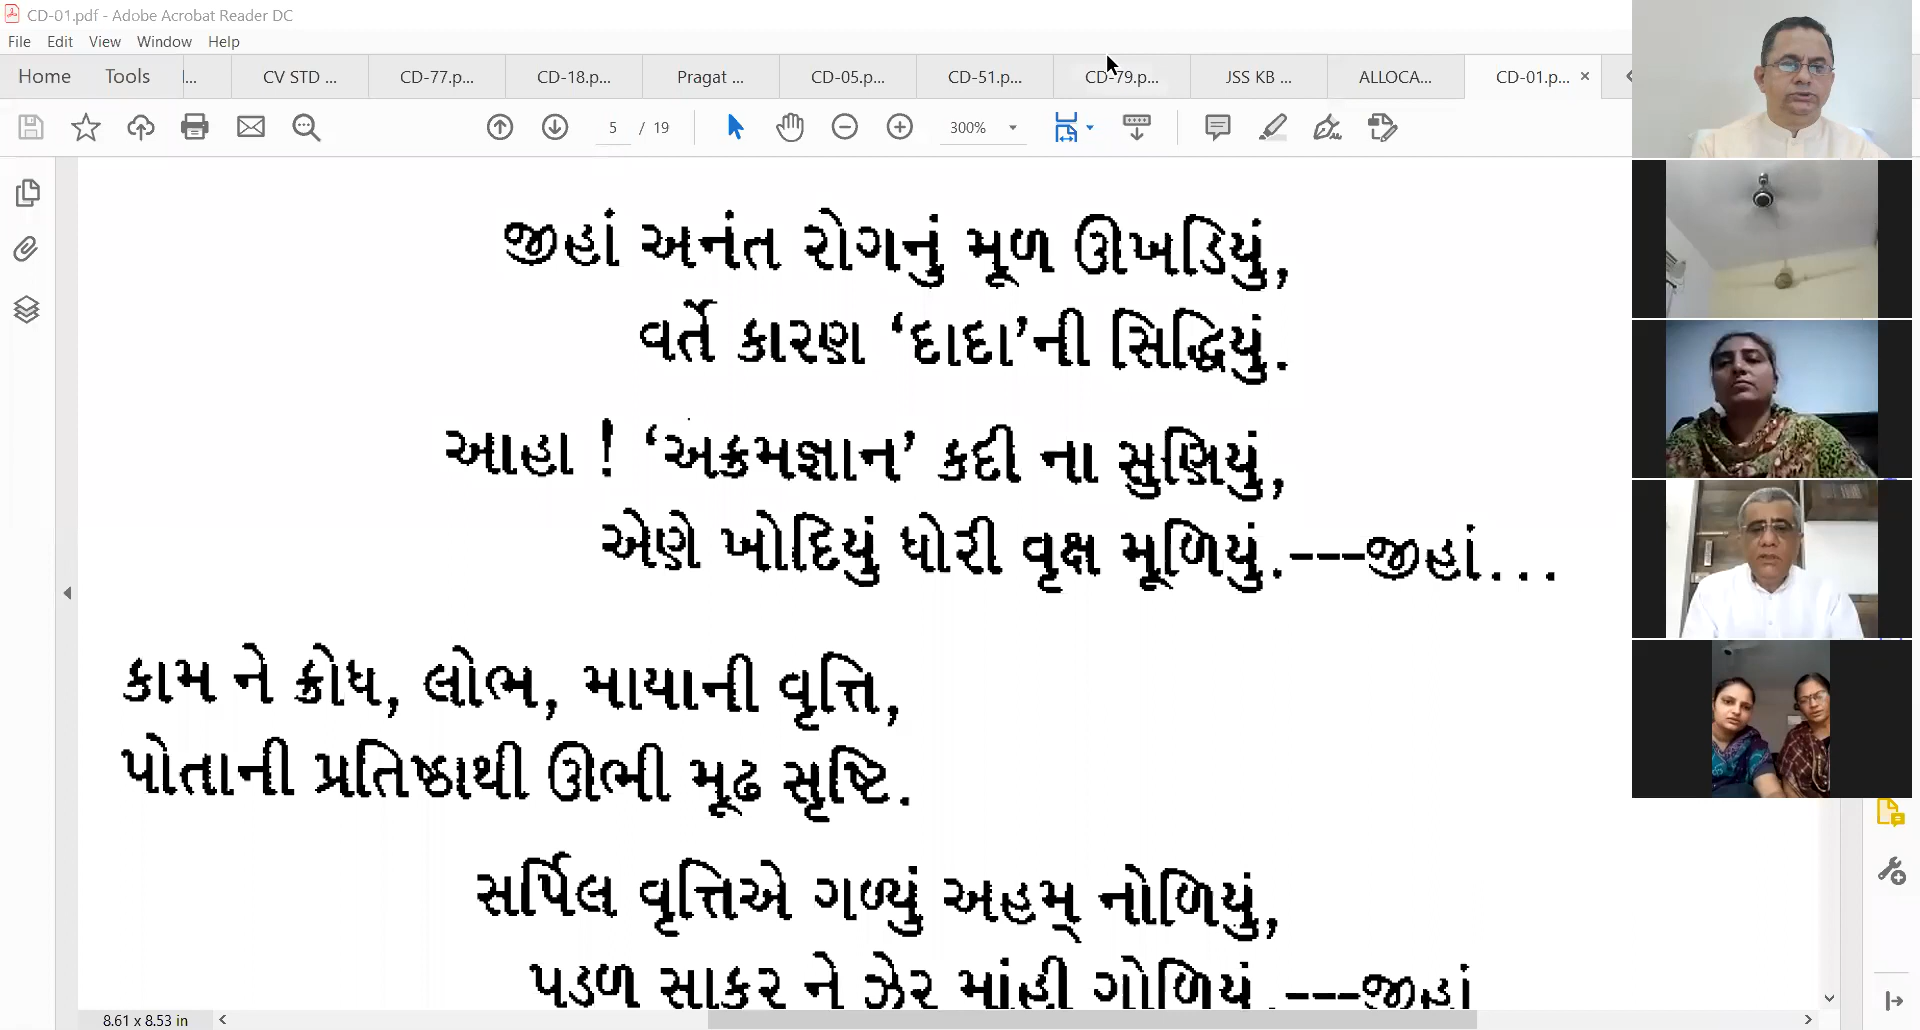 CD-01.pdf - Adobe Acrobat Reader DC
File Edit View Window Help
Home Tools ... CV STD ... CD-77.p... CD-18.p... Pragat ... CD-05.p... CD-51.p... CD-79.p... JSS KB ... ALLOCA... CD-01.p... ×
5 / 19 300%
જીહાં અનંત રોગનું મૂળ ઊખડિયું,
વર્તે કારણ ‘દાદા’ની સિદ્ધિયું.
આહા ! ‘અક્રમજ્ઞાન’ કદી ના સુણિયું,
એણે ખોદિયું ધોરી વૃક્ષ મૂળિયું.---જીહાં...
કામ ને ક્રોધ, લોભ, માયાની વૃત્તિ,
પોતાની પ્રતિષ્ઠાથી ઊભી મૂઢ સૃષ્ટિ.
સર્પિલ વૃત્તિએ ગળ્યું અહમ્ નોળિયું,
પડળ સાકર ને ઝેર માંહી ગોળિયું.---જીહાં
8.61 x 8.53 in